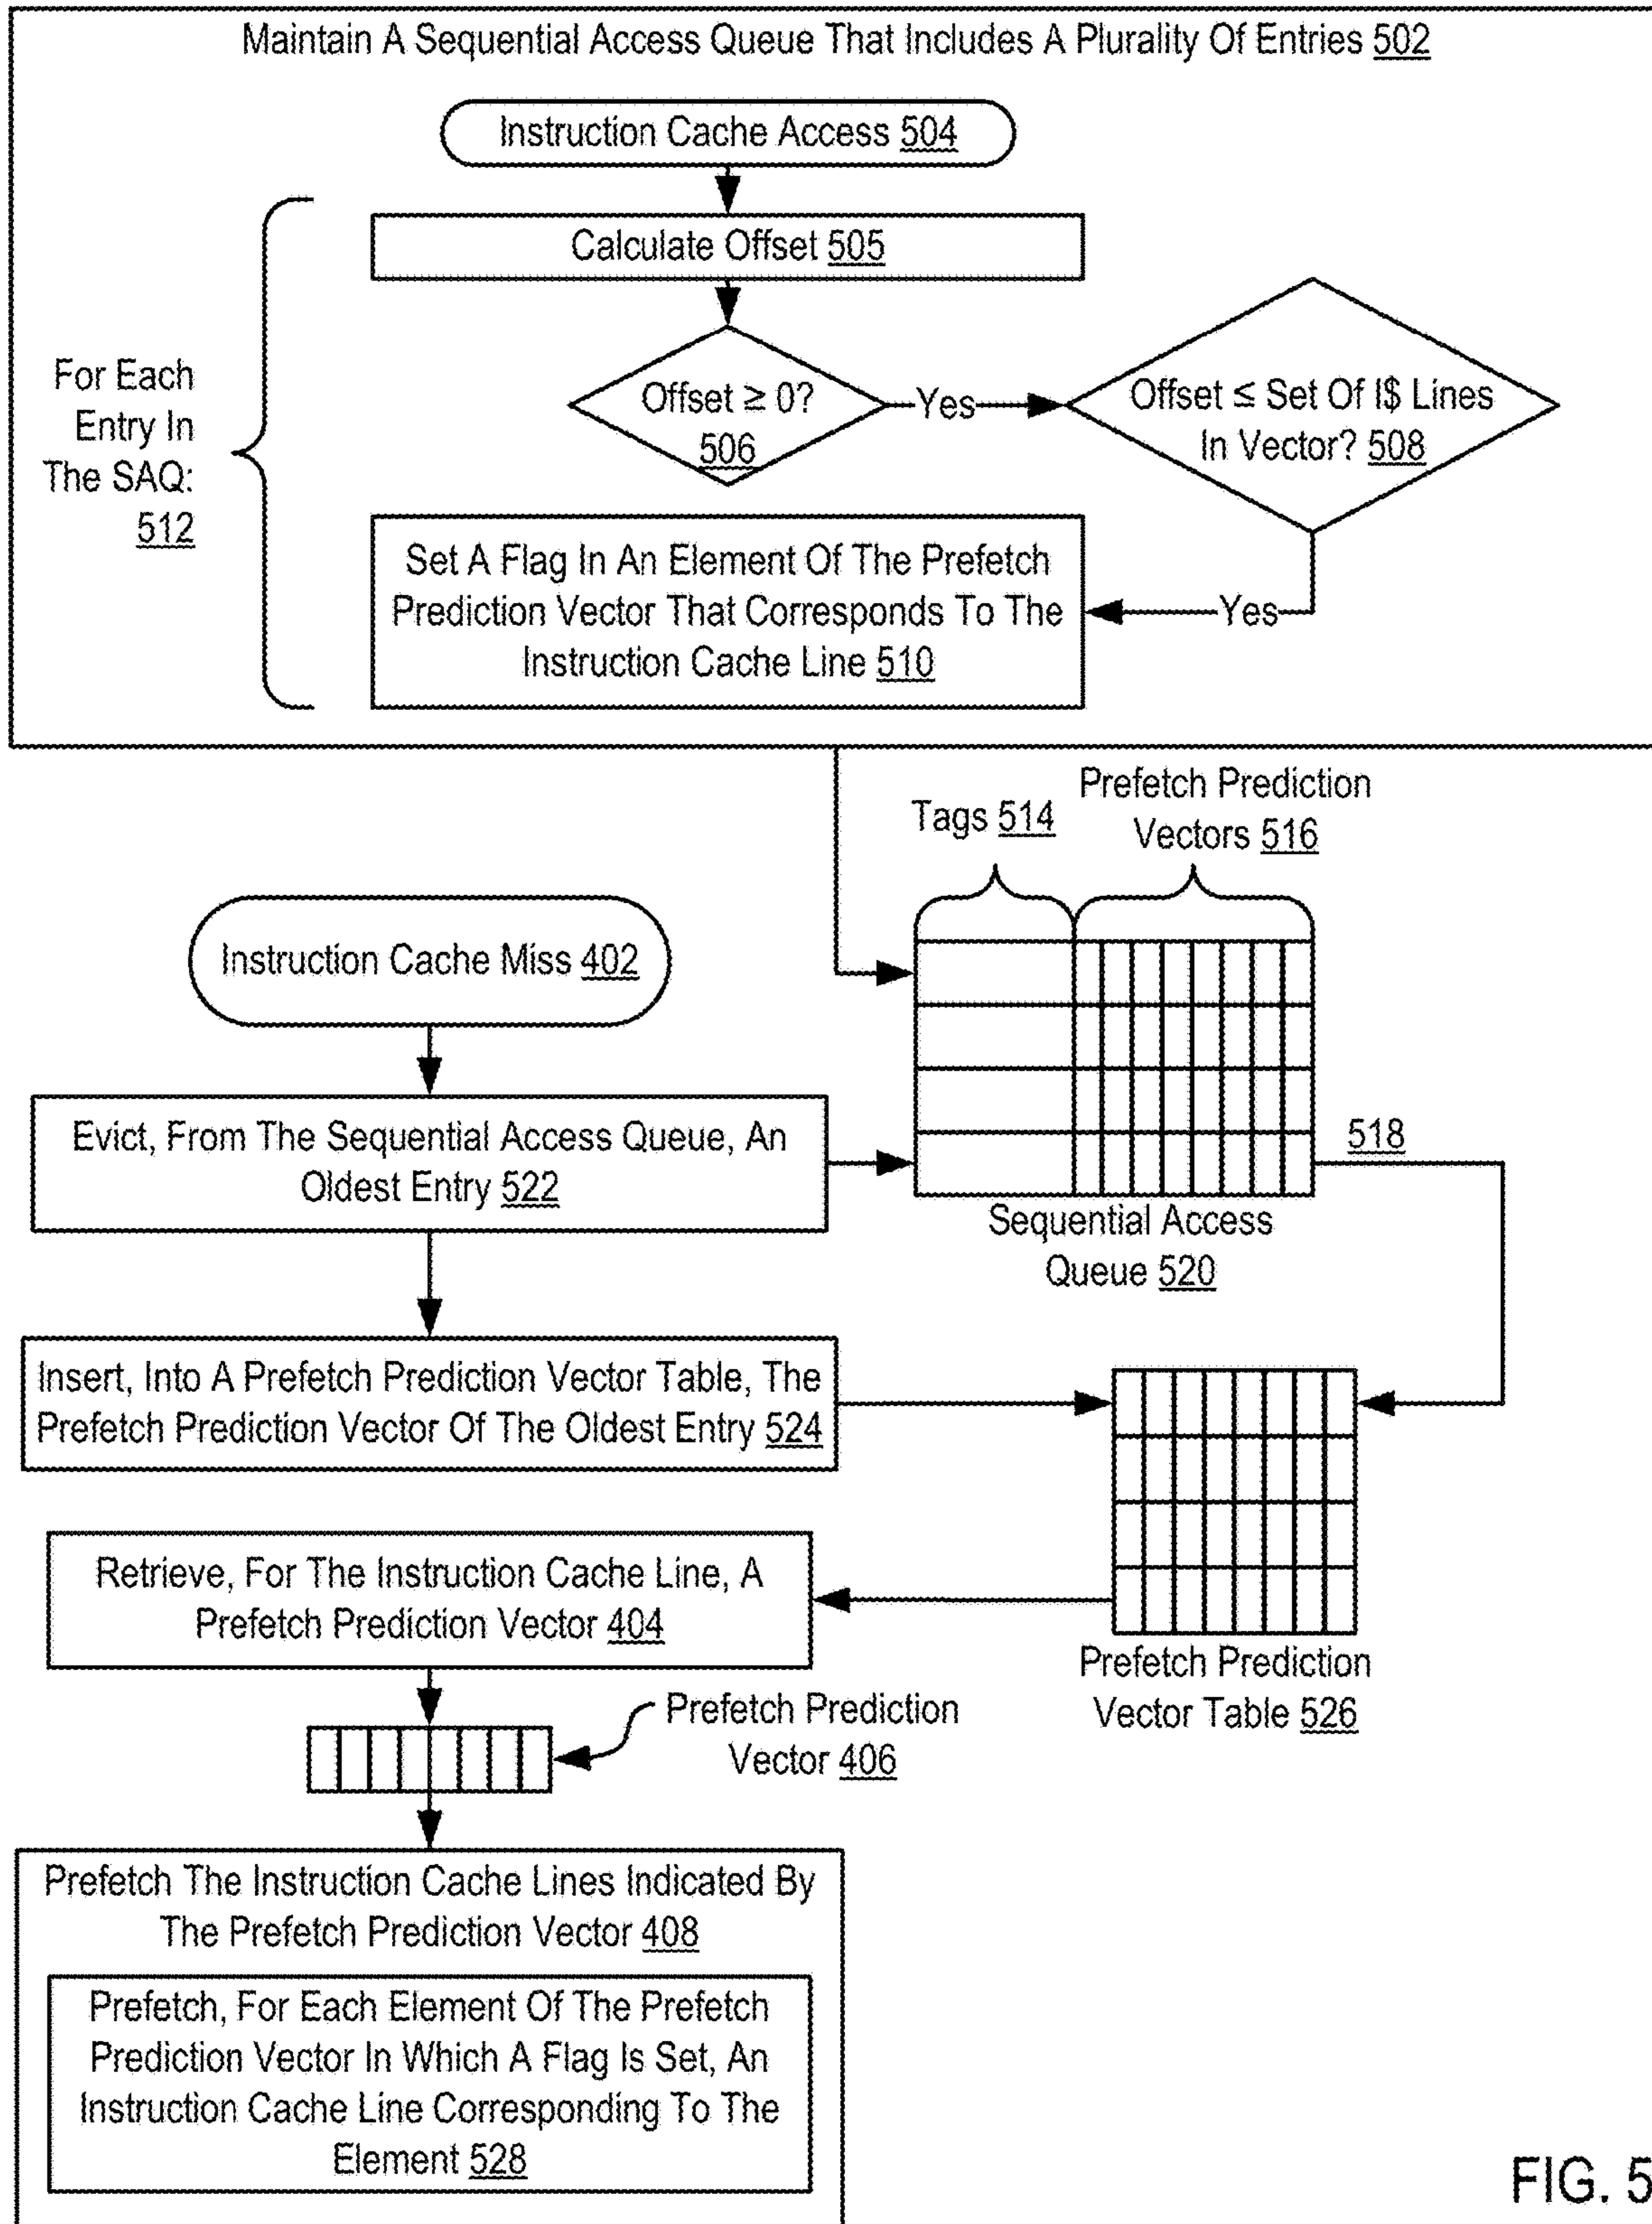 Maintain A Sequential Access Queue That Includes A Plurality Of Entries 502
Instruction Cache Access 504
Calculate Offset 505
For Each
Entry In
The SAQ:
512
Offset ≥ 0?
506
Yes
Offset ≤ Set Of I$ Lines
In Vector? 508
Yes
Set A Flag In An Element Of The Prefetch
Prediction Vector That Corresponds To The
Instruction Cache Line 510
Tags 514
Prefetch Prediction
Vectors 516
Instruction Cache Miss 402
Evict, From The Sequential Access Queue, An
Oldest Entry 522
518
Sequential Access
Queue 520
Insert, Into A Prefetch Prediction Vector Table, The
Prefetch Prediction Vector Of The Oldest Entry 524
Retrieve, For The Instruction Cache Line, A
Prefetch Prediction Vector 404
Prefetch Prediction
Vector Table 526
Prefetch Prediction
Vector 406
Prefetch The Instruction Cache Lines Indicated By
The Prefetch Prediction Vector 408
Prefetch, For Each Element Of The Prefetch
Prediction Vector In Which A Flag Is Set, An
Instruction Cache Line Corresponding To The
Element 528
FIG. 5